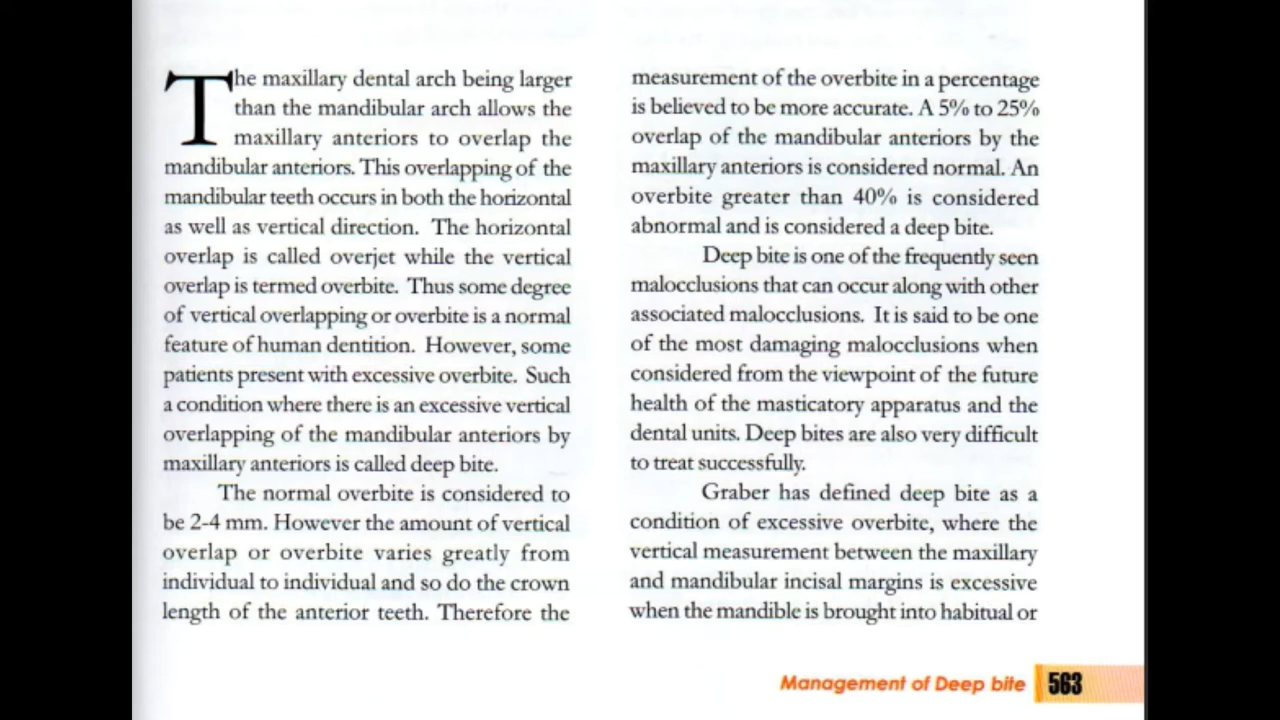 The maxillary dental arch being larger
than the mandibular arch allows the
maxillary anteriors to overlap the
mandibular anteriors. This overlapping of the
mandibular teeth occurs in both the horizontal
as well as vertical direction. The horizontal
overlap is called overjet while the vertical
overlap is termed overbite. Thus some degree
of vertical overlapping or overbite is a normal
feature of human dentition. However, some
patients present with excessive overbite. Such
a condition where there is an excessive vertical
overlapping of the mandibular anteriors by
maxillary anteriors is called deep bite.
The normal overbite is considered to
be 2-4 mm. However the amount of vertical
overlap or overbite varies greatly from
individual to individual and so do the crown
length of the anterior teeth. Therefore the
measurement of the overbite in a percentage
is believed to be more accurate. A 5% to 25%
overlap of the mandibular anteriors by the
maxillary anteriors is considered normal. An
overbite greater than 40% is considered
abnormal and is considered a deep bite.
Deep bite is one of the frequently seen
malocclusions that can occur along with other
associated malocclusions. It is said to be one
of the most damaging malocclusions when
considered from the viewpoint of the future
health of the masticatory apparatus and the
dental units. Deep bites are also very difficult
to treat successfully.
Graber has defined deep bite as a
condition of excessive overbite, where the
vertical measurement between the maxillary
and mandibular incisal margins is excessive
when the mandible is brought into habitual or
Management of Deep bite 563